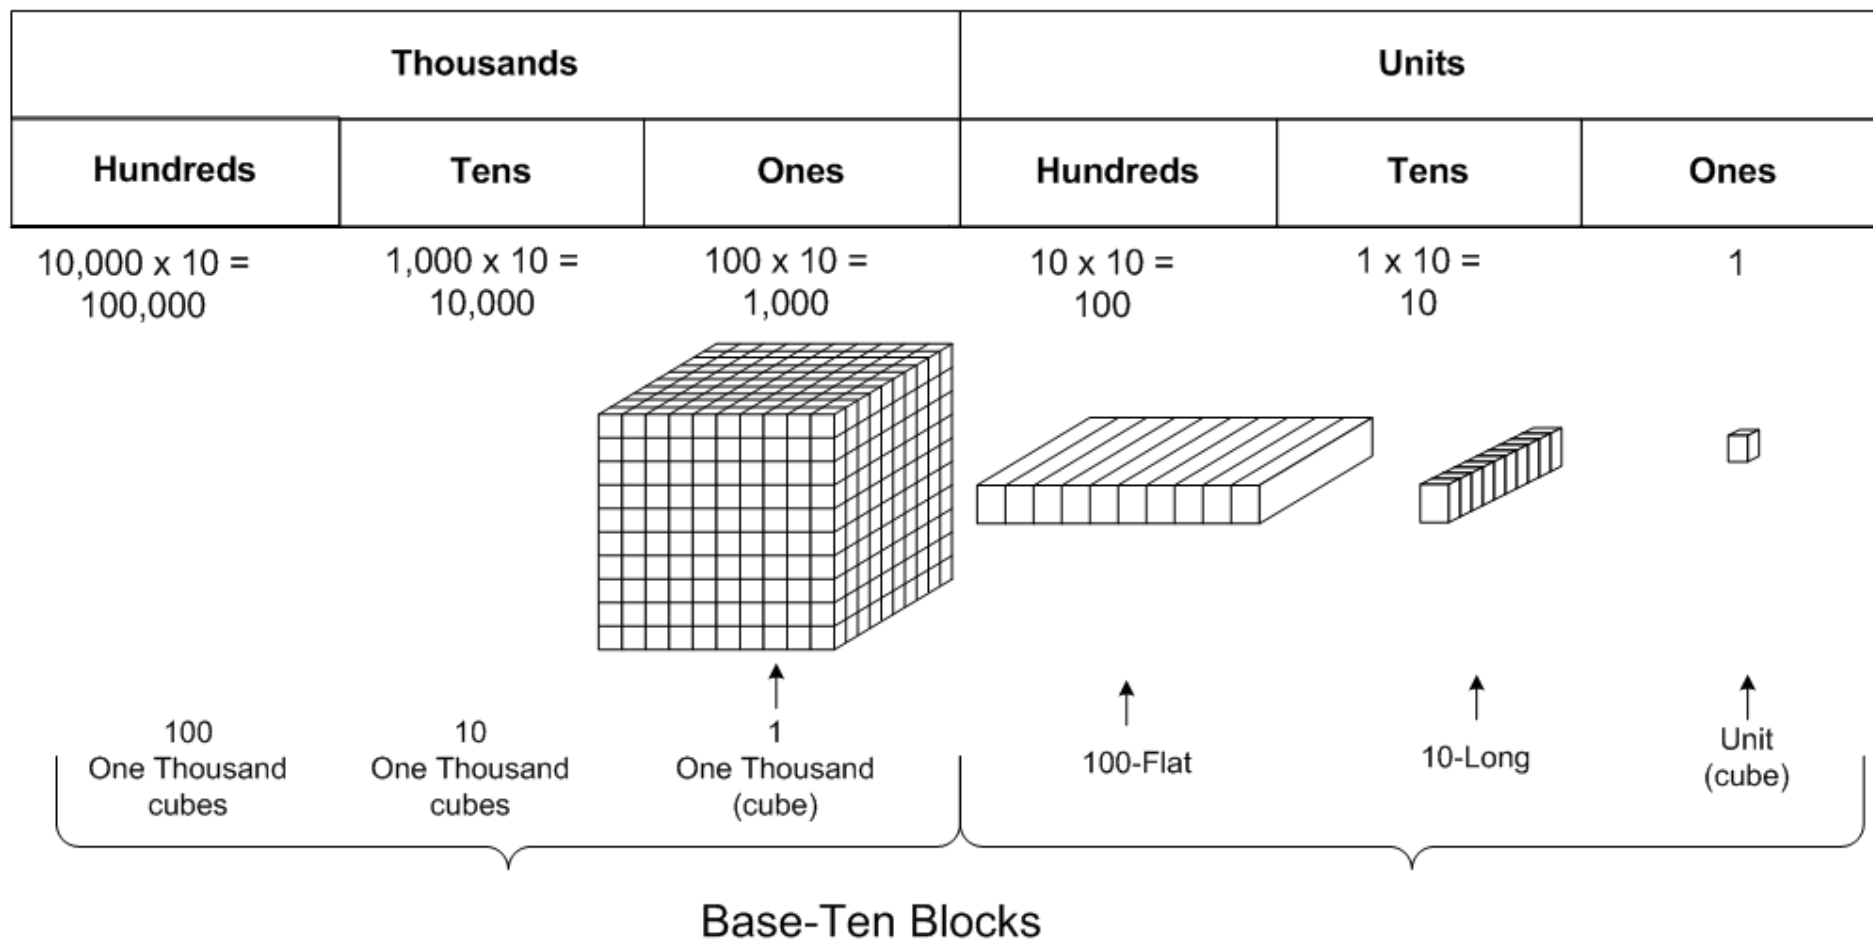 Thousands
Units
Hundreds
Tens
Ones
Hundreds
Tens
Ones
10,000 x 10 =
100,000
1,000 x 10 =
10,000
100 x 10 =
1,000
10 x 10 =
100
1 x 10 =
10
1
100
One Thousand
cubes
10
One Thousand
cubes
1
One Thousand
(cube)
100-Flat
10-Long
Unit
(cube)
Base-Ten Blocks